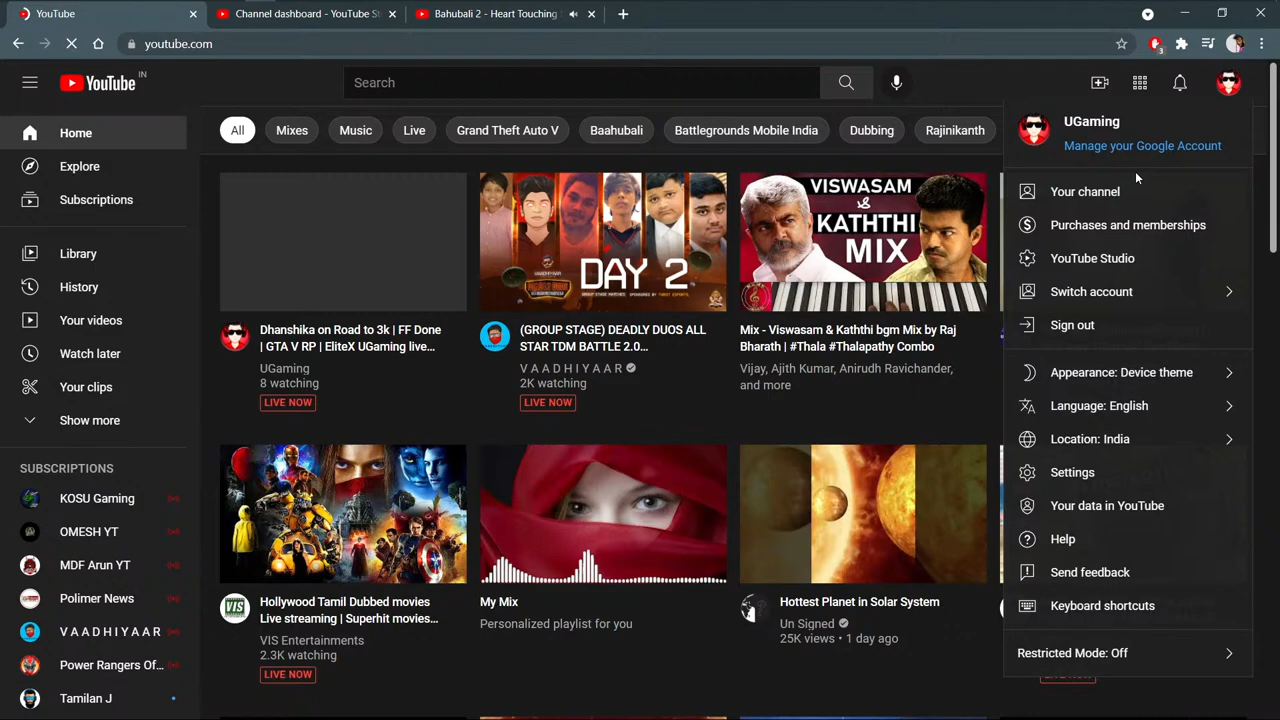 YouTube
Channel dashboard - YouTube St
Bahubali 2 - Heart Touching
youtube.com
3
YouTube IN
Search
Home
Explore
Subscriptions
Library
History
Your videos
Watch later
Your clips
Show more
SUBSCRIPTIONS
KOSU Gaming
OMESH YT
MDF Arun YT
Polimer News
V A A D H I Y A A R
Power Rangers Of...
Tamilan J
All
Mixes
Music
Live
Grand Theft Auto V
Baahubali
Battlegrounds Mobile India
Dubbing
Rajinikanth
Dhanshika on Road to 3k | FF Done
| GTA V RP | EliteX UGaming live...
UGaming
8 watching
LIVE NOW
DAY 2
(GROUP STAGE) DEADLY DUOS ALL
STAR TDM BATTLE 2.0...
V A A D H I Y A A R
2K watching
LIVE NOW
VISWASAM
&
KATHTHI
MIX
Mix - Viswasam & Kaththi bgm Mix by Raj
Bharath | #Thala #Thalapathy Combo
Vijay, Ajith Kumar, Anirudh Ravichander,
and more
VIS
Hollywood Tamil Dubbed movies
Live streaming | Superhit movies...
VIS Entertainments
2.3K watching
LIVE NOW
My Mix
Personalized playlist for you
Hottest Planet in Solar System
Un Signed
25K views • 1 day ago
UGaming
Manage your Google Account
Your channel
Purchases and memberships
YouTube Studio
Switch account
Sign out
Appearance: Device theme
Language: English
Location: India
Settings
Your data in YouTube
Help
Send feedback
Keyboard shortcuts
Restricted Mode: Off